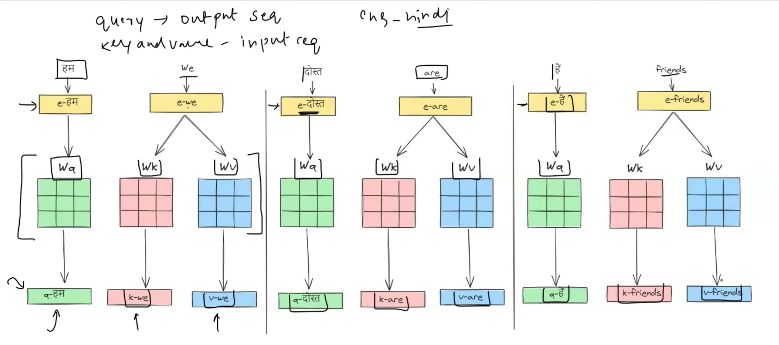 query → output seq
key and value - input seq
eng - hindi
हम we दोस्त are हैं friends
e-हम e-we e-दोस्त e-are e-हैं e-friends
Wq Wk Wv Wq Wk Wv Wq Wk Wv
q-हम k-we v-we q-दोस्त k-are v-are q-हैं k-friends v-friends